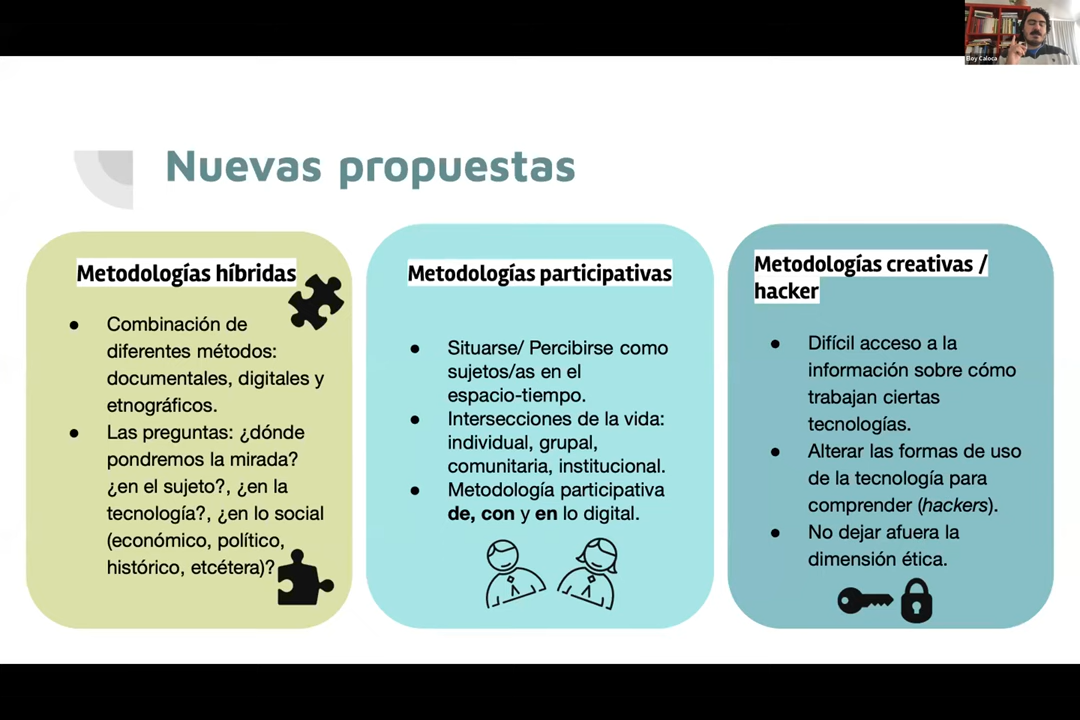 Eloy Caloca
Nuevas propuestas
Metodologías híbridas
● Combinación de
diferentes métodos:
documentales, digitales y
etnográficos.
● Las preguntas: ¿dónde
pondremos la mirada?
¿en el sujeto?, ¿en la
tecnología?, ¿en lo social
(económico, político,
histórico, etcétera)?
Metodologías participativas
● Situarse/ Percibirse como
sujetos/as en el
espacio-tiempo.
● Intersecciones de la vida:
individual, grupal,
comunitaria, institucional.
● Metodología participativa
de, con y en lo digital.
Metodologías creativas /
hacker
● Difícil acceso a la
información sobre cómo
trabajan ciertas
tecnologías.
● Alterar las formas de uso
de la tecnología para
comprender (hackers).
● No dejar afuera la
dimensión ética.